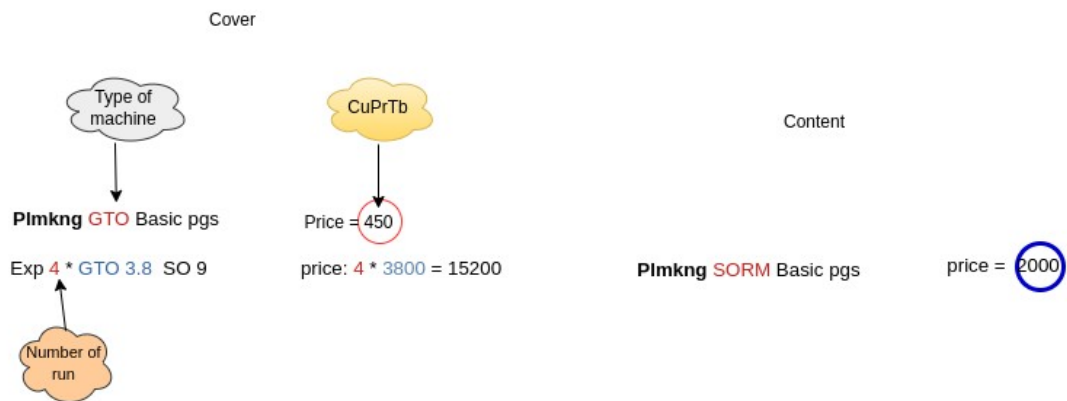 Cover
Type of
machine
CuPrTb
Content
Plmkng GTO Basic pgs
Price = 450
Exp 4 * GTO 3.8 SO 9
price: 4 * 3800 = 15200
Plmkng SORM Basic pgs
price = 2000
Number of
run